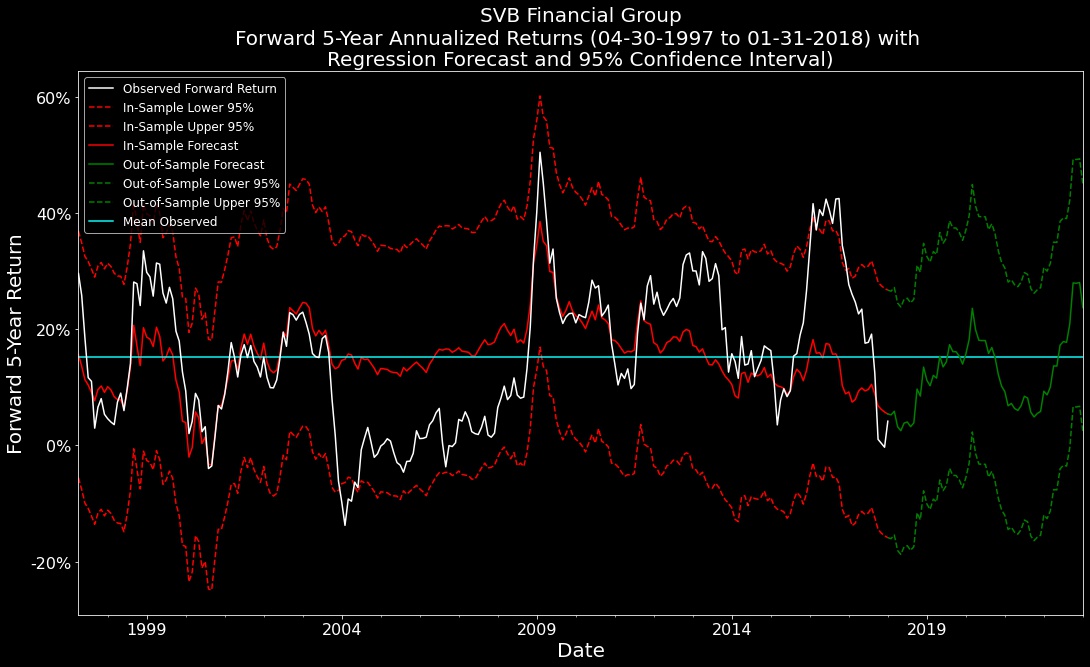 SVB Financial Group
Forward 5-Year Annualized Returns (04-30-1997 to 01-31-2018) with
Regression Forecast and 95% Confidence Interval)
Observed Forward Return
In-Sample Lower 95%
In-Sample Upper 95%
In-Sample Forecast
Out-of-Sample Forecast
Out-of-Sample Lower 95%
Out-of-Sample Upper 95%
Mean Observed
Forward 5-Year Return
60%
40%
20%
0%
-20%
1999 2004 2009 2014 2019
Date